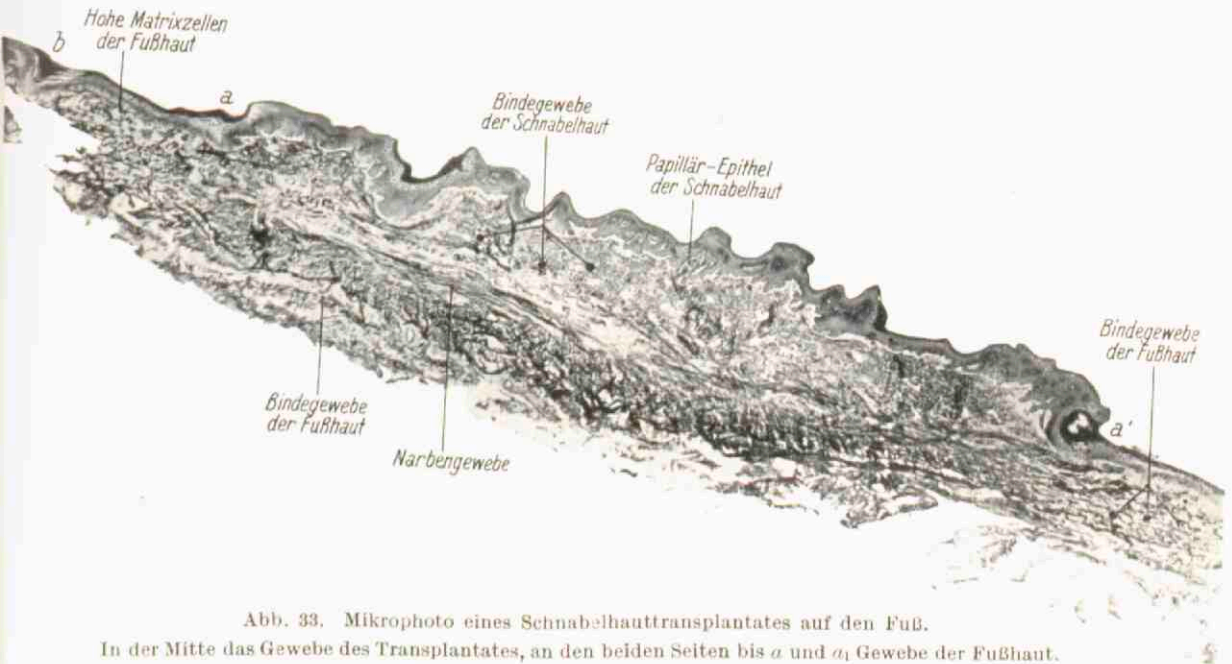 Hohe Matrixzellen
der Fußhaut
b
a
Bindegewebe
der Schnabelhaut
Papillär-Epithel
der Schnabelhaut
Bindegewebe
der Fußhaut
a'
Bindegewebe
der Fußhaut
Narbengewebe
Abb. 33. Mikrophoto eines Schnabelhauttransplantates auf den Fuß.
In der Mitte das Gewebe des Transplantates, an den beiden Seiten bis a und a₁ Gewebe der Fußhaut.